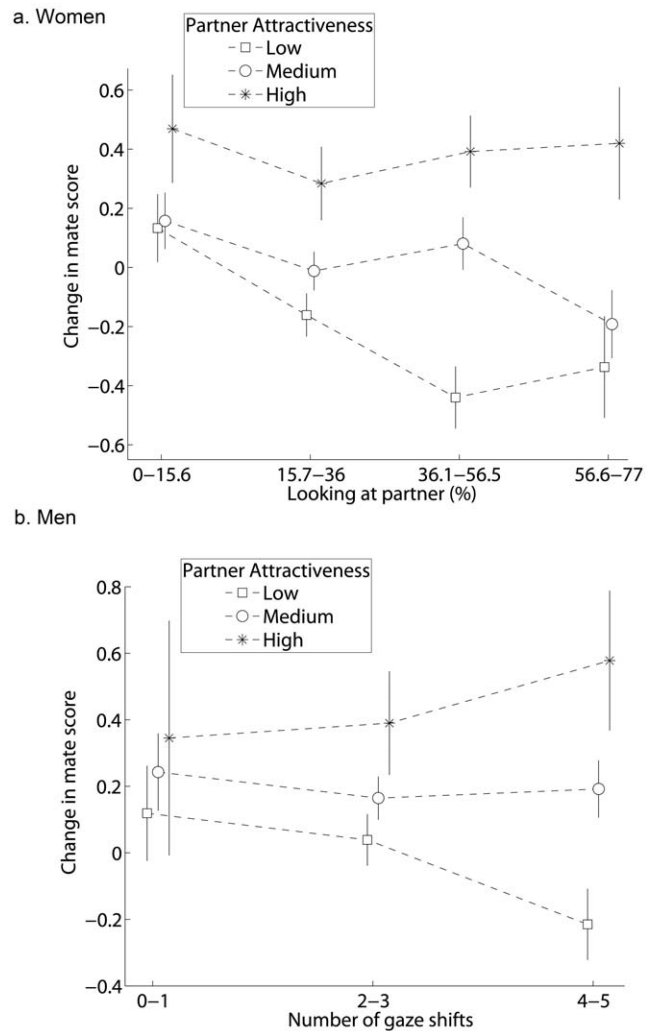 a. Women
Partner Attractiveness
Low
Medium
High
Change in mate score
0.6
0.4
0.2
0
−0.2
−0.4
−0.6
0−15.6
15.7−36
36.1−56.5
56.6−77
Looking at partner (%)
b. Men
Partner Attractiveness
Low
Medium
High
Change in mate score
0.8
0.6
0.4
0.2
0
−0.2
−0.4
0−1
2−3
4−5
Number of gaze shifts